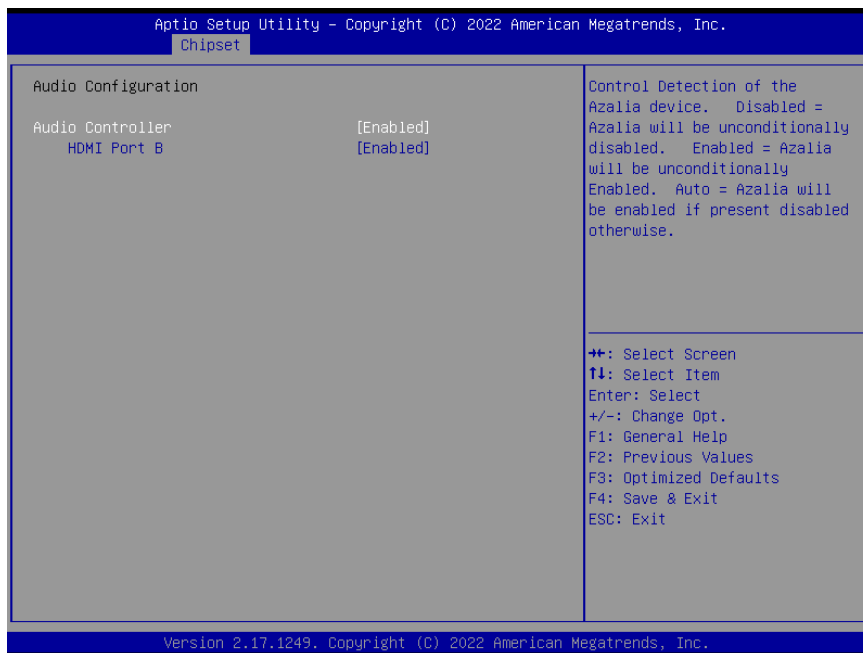 Aptio Setup Utility – Copyright (C) 2022 American Megatrends, Inc.
Chipset
Audio Configuration
Audio Controller [Enabled]
HDMI Port B [Enabled]
Control Detection of the
Azalia device. Disabled =
Azalia will be unconditionally
disabled. Enabled = Azalia
will be unconditionally
Enabled. Auto = Azalia will
be enabled if present disabled
otherwise.
→←: Select Screen
↑↓: Select Item
Enter: Select
+/-: Change Opt.
F1: General Help
F2: Previous Values
F3: Optimized Defaults
F4: Save & Exit
ESC: Exit
Version 2.17.1249. Copyright (C) 2022 American Megatrends, Inc.